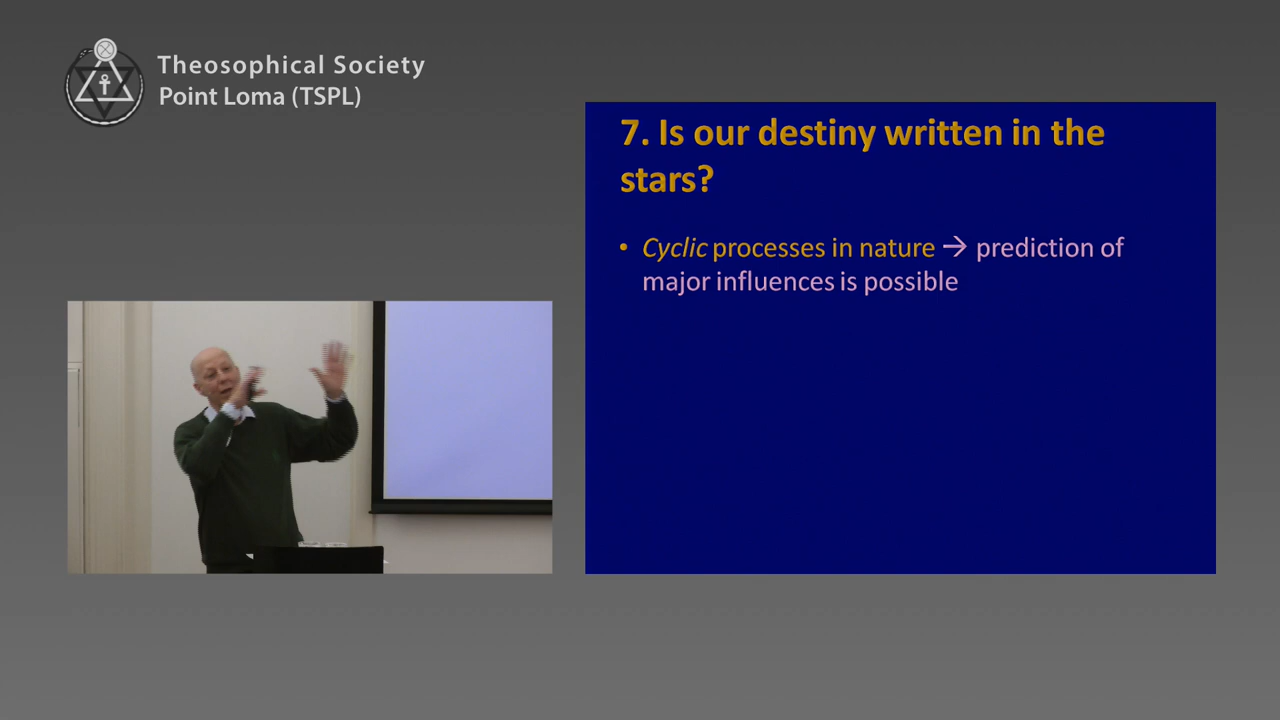 Theosophical Society
Point Loma (TSPL)
7. Is our destiny written in the
stars?
• Cyclic processes in nature → prediction of
major influences is possible